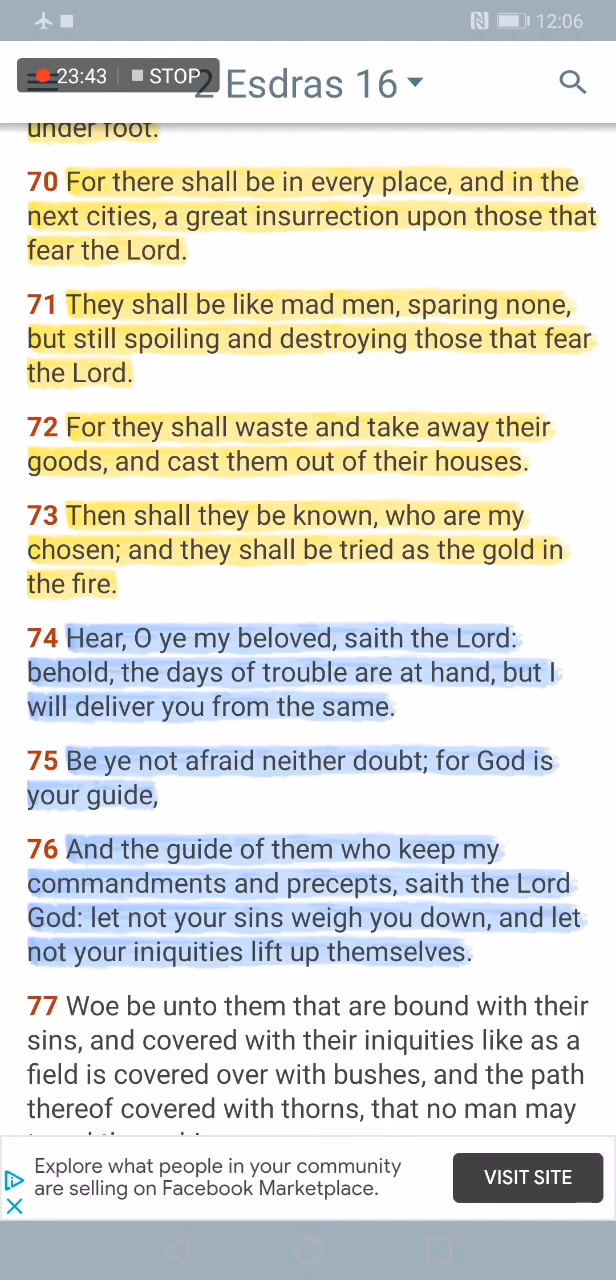 12:06
23:43 STOP
2 Esdras 16
under foot.
70 For there shall be in every place, and in the
next cities, a great insurrection upon those that
fear the Lord.
71 They shall be like mad men, sparing none,
but still spoiling and destroying those that fear
the Lord.
72 For they shall waste and take away their
goods, and cast them out of their houses.
73 Then shall they be known, who are my
chosen; and they shall be tried as the gold in
the fire.
74 Hear, O ye my beloved, saith the Lord:
behold, the days of trouble are at hand, but I
will deliver you from the same.
75 Be ye not afraid neither doubt; for God is
your guide,
76 And the guide of them who keep my
commandments and precepts, saith the Lord
God: let not your sins weigh you down, and let
not your iniquities lift up themselves.
77 Woe be unto them that are bound with their
sins, and covered with their iniquities like as a
field is covered over with bushes, and the path
thereof covered with thorns, that no man may
Explore what people in your community
are selling on Facebook Marketplace.
VISIT SITE